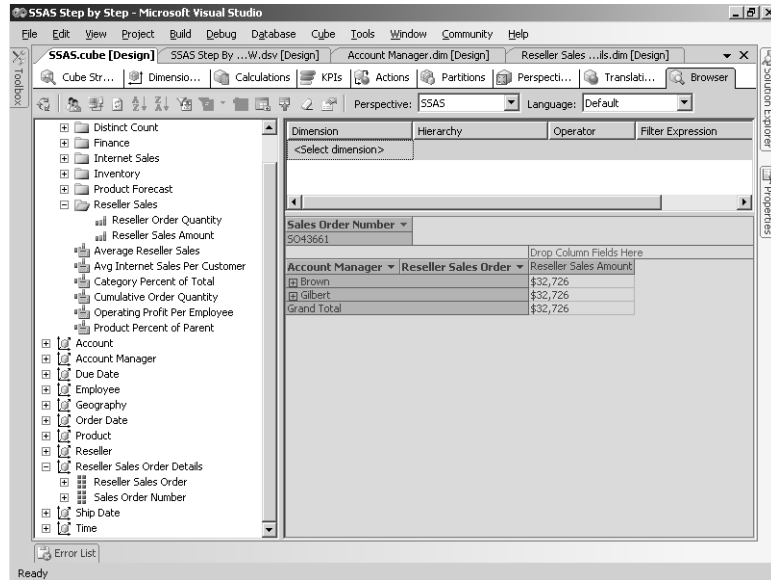 SSAS Step by Step - Microsoft Visual Studio
File Edit View Project Build Debug Database Cube Tools Window Community Help
SSAS.cube [Design] SSAS Step By ...W.dsv [Design] Account Manager.dim [Design] Reseller Sales ...ils.dim [Design]
Toolbox
Cube Str... Dimensio... Calculations KPIs Actions Partitions Perspecti... Translati... Browser
Perspective: SSAS Language: Default
Distinct Count
Finance
Internet Sales
Inventory
Product Forecast
Reseller Sales
Reseller Order Quantity
Reseller Sales Amount
Average Reseller Sales
Avg Internet Sales Per Customer
Category Percent of Total
Cumulative Order Quantity
Operating Profit Per Employee
Product Percent of Parent
Account
Account Manager
Due Date
Employee
Geography
Order Date
Product
Reseller
Reseller Sales Order Details
Reseller Sales Order
Sales Order Number
Ship Date
Time
Dimension Hierarchy Operator Filter Expression
<Select dimension>
Sales Order Number
SO43661
Drop Column Fields Here
Account Manager Reseller Sales Order Reseller Sales Amount
Brown $32,726
Gilbert $32,726
Grand Total $32,726
Solution Explorer
Properties
Error List
Ready